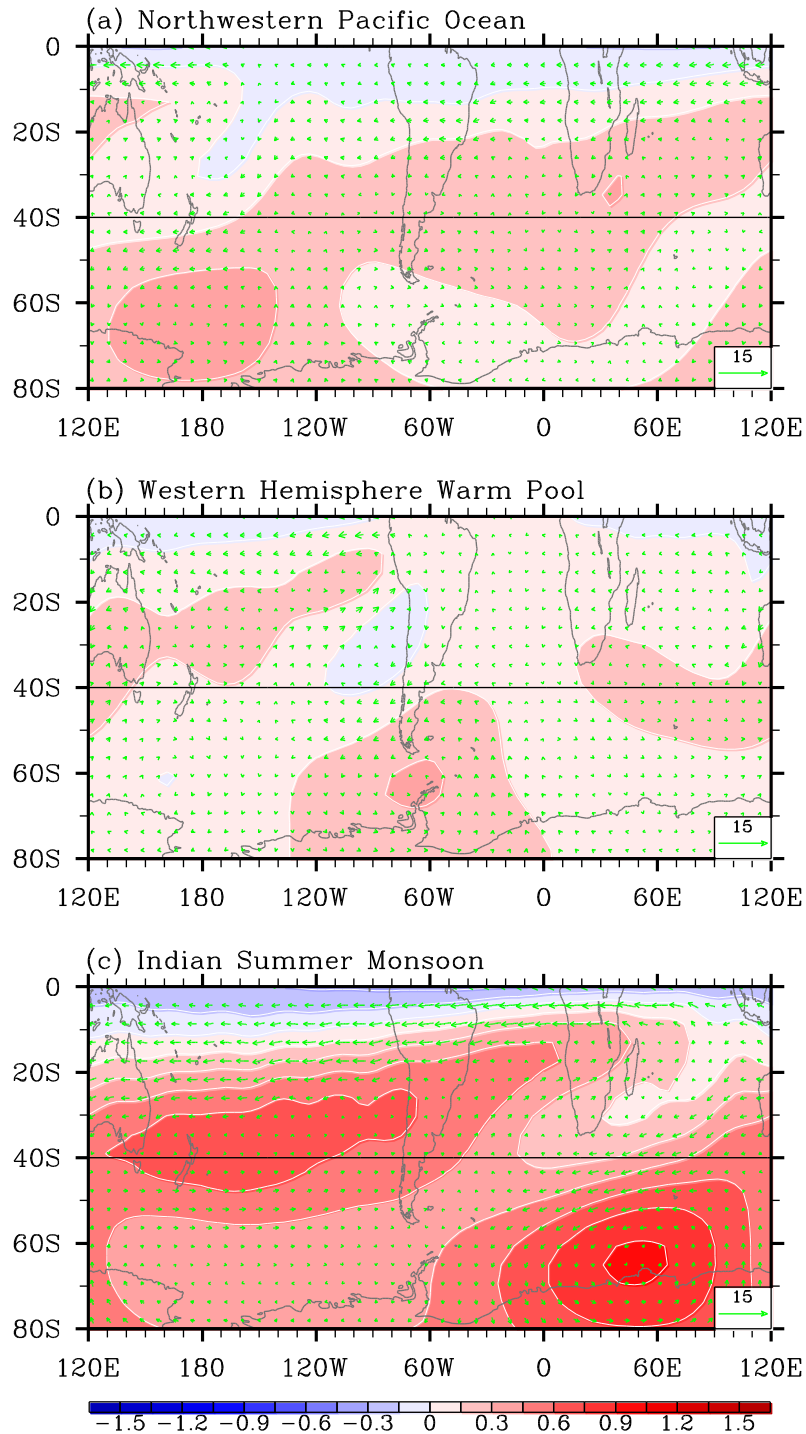 (a) Northwestern Pacific Ocean
0
20S
40S
60S
80S
15
120E 180 120W 60W 0 60E 120E
(b) Western Hemisphere Warm Pool
0
20S
40S
60S
80S
15
120E 180 120W 60W 0 60E 120E
(c) Indian Summer Monsoon
0
20S
40S
60S
80S
15
120E 180 120W 60W 0 60E 120E
−1.5 −1.2 −0.9 −0.6 −0.3 0 0.3 0.6 0.9 1.2 1.5